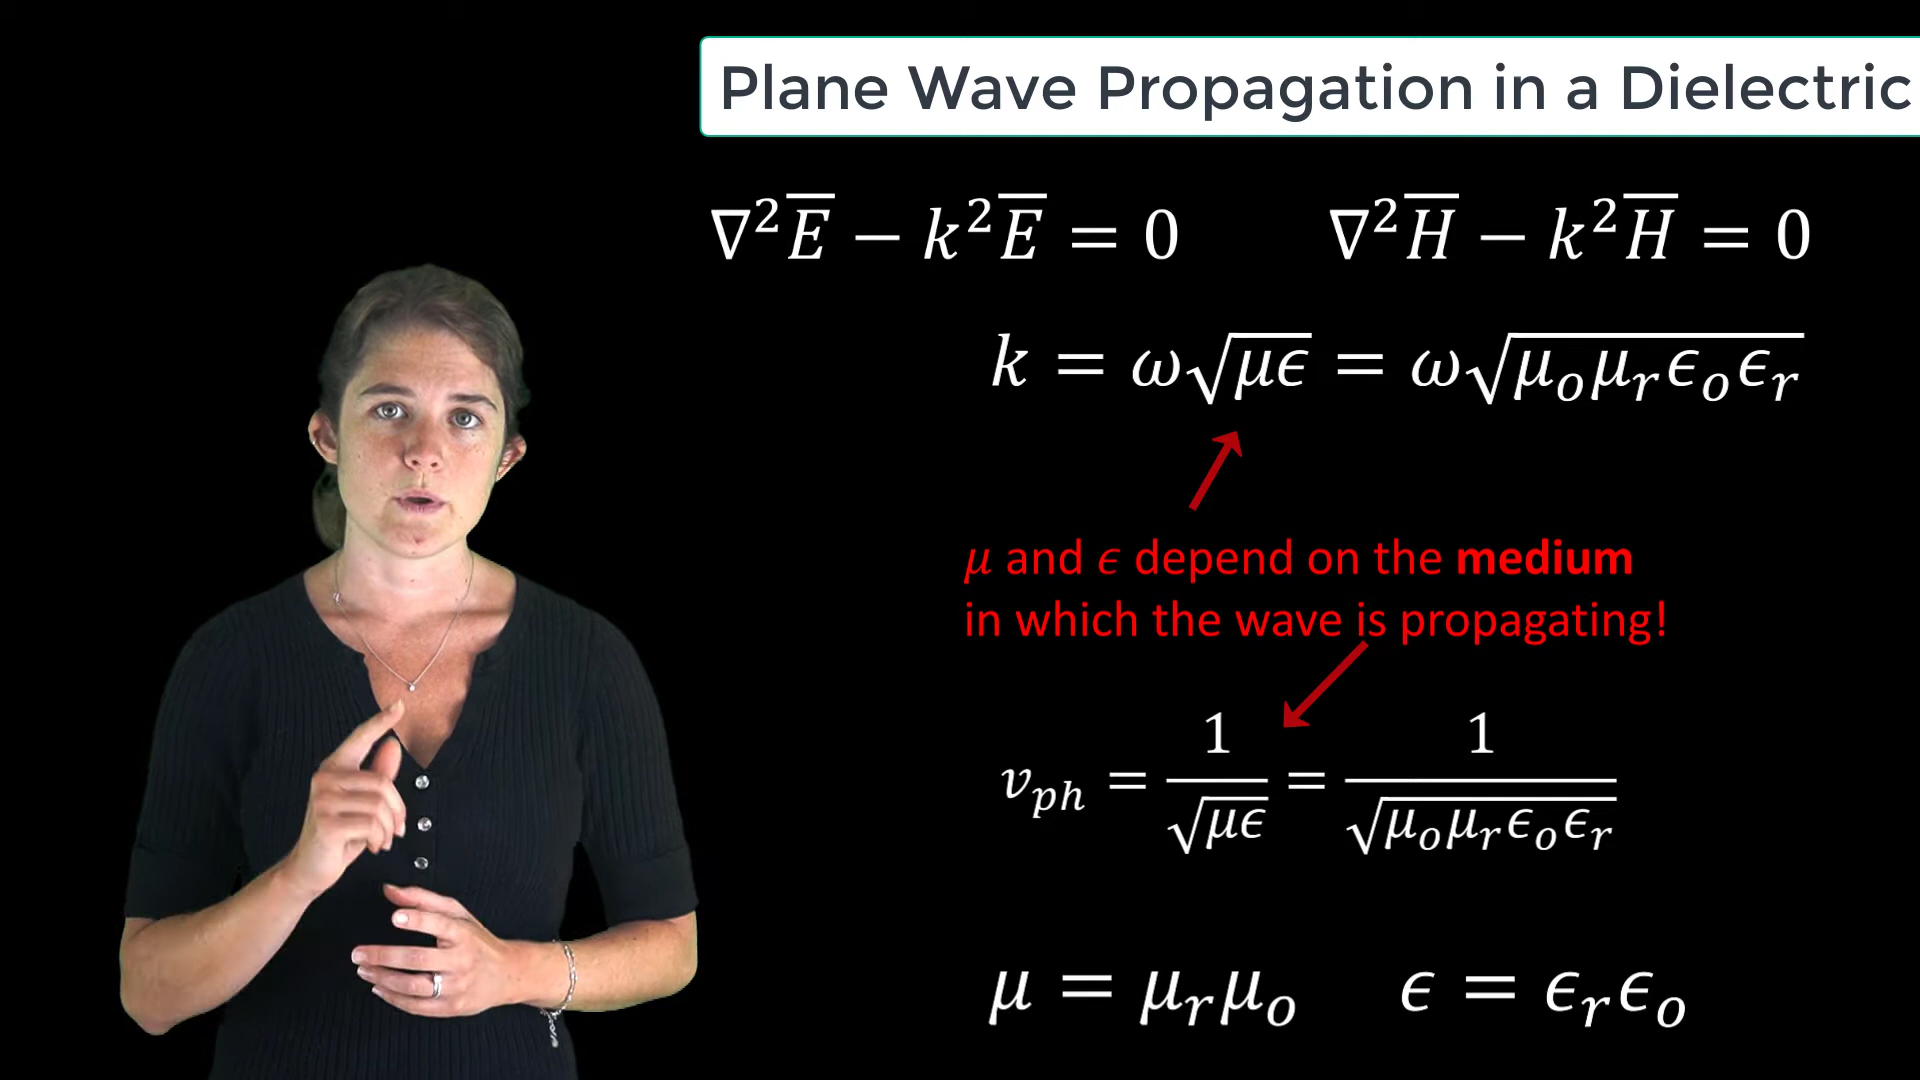 Plane Wave Propagation in a Dielectric
∇²E̅ − k²E̅ = 0    ∇²H̅ − k²H̅ = 0
k = ω√(μϵ) = ω√(μₒμᵣϵₒϵᵣ)
μ and ϵ depend on the medium
in which the wave is propagating!
v_ph = 1/√(μϵ) = 1/√(μₒμᵣϵₒϵᵣ)
μ = μᵣμₒ    ϵ = ϵᵣϵₒ